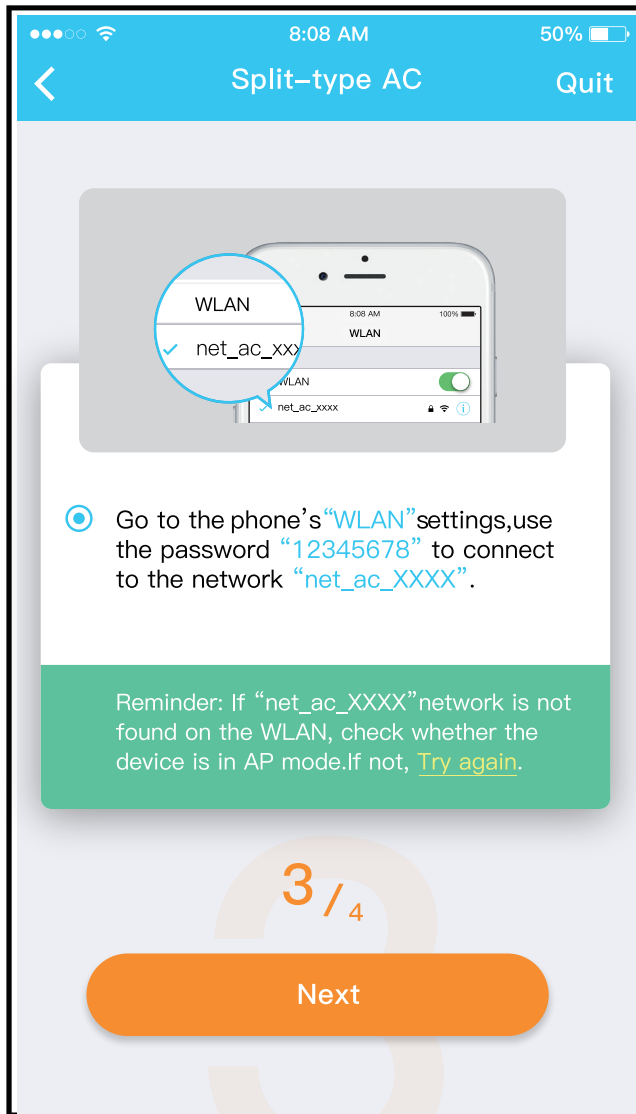 8:08 AM
50%
Split-type AC
Quit
WLAN
net_ac_xxx
8:08 AM
100%
WLAN
WLAN
net_ac_xxxx
Go to the phone's“WLAN”settings,use
the password “12345678” to connect
to the network “net_ac_XXXX”.
Reminder: If “net_ac_XXXX”network is not
found on the WLAN, check whether the
device is in AP mode.If not, Try again.
3/4
Next
3